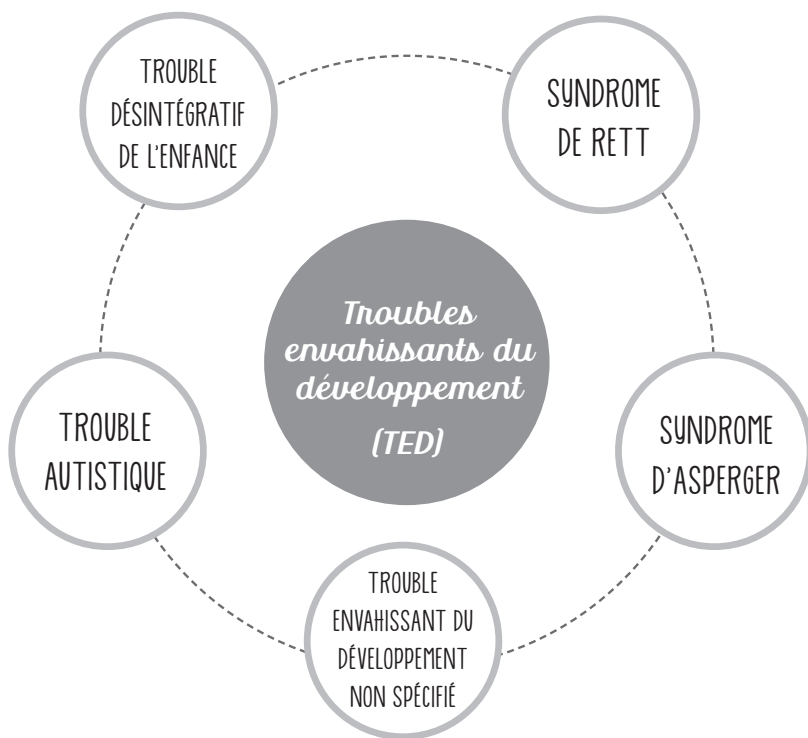 TROUBLE
DÉSINTÉGRATIF
DE L'ENFANCE
SYNDROME
DE RETT
Troubles
envahissants du
développement
(TED)
TROUBLE
AUTISTIQUE
SYNDROME
D'ASPERGER
TROUBLE
ENVAHISSANT DU
DÉVELOPPEMENT
NON SPÉCIFIÉ